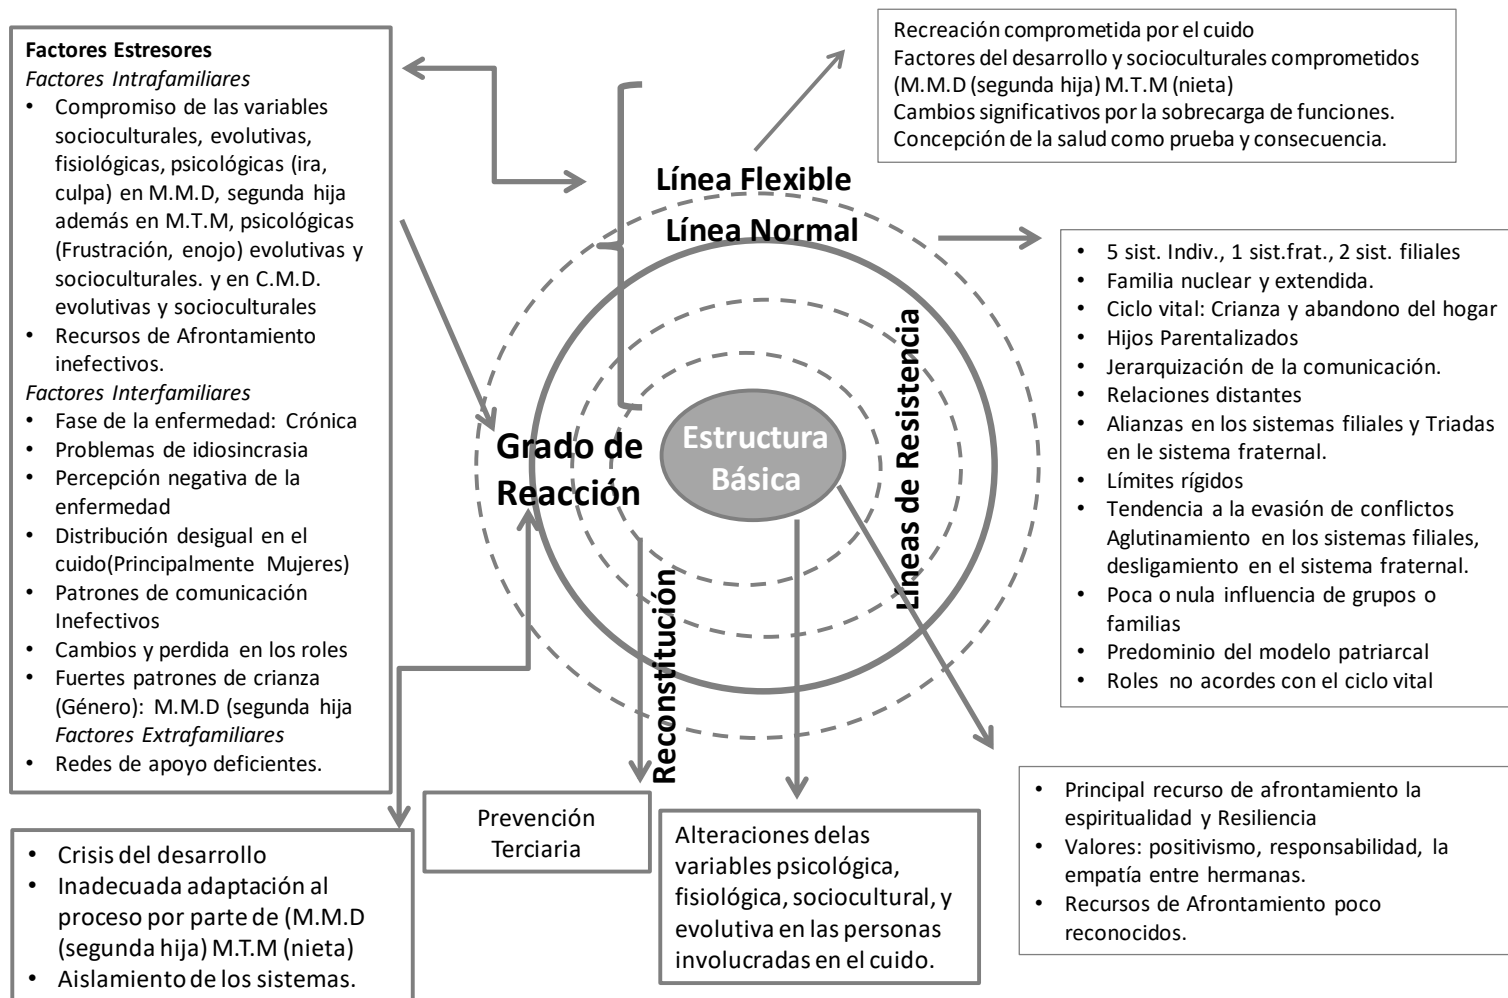 Factores Estresores
Factores Intrafamiliares
• Compromiso de las variables
socioculturales, evolutivas,
fisiológicas, psicológicas (ira,
culpa) en M.M.D, segunda hija
además en M.T.M, psicológicas
(Frustración, enojo) evolutivas y
socioculturales. y en C.M.D.
evolutivas y socioculturales
• Recursos de Afrontamiento
inefectivos.
Factores Interfamiliares
• Fase de la enfermedad: Crónica
• Problemas de idiosincrasia
• Percepción negativa de la
enfermedad
• Distribución desigual en el
cuido(Principalmente Mujeres)
• Patrones de comunicación
Inefectivos
• Cambios y perdida en los roles
• Fuertes patrones de crianza
(Género): M.M.D (segunda hija
Factores Extrafamiliares
• Redes de apoyo deficientes.
Recreación comprometida por el cuido
Factores del desarrollo y socioculturales comprometidos
(M.M.D (segunda hija) M.T.M (nieta)
Cambios significativos por la sobrecarga de funciones.
Concepción de la salud como prueba y consecuencia.
Línea Flexible
Línea Normal
Líneas de Resistencia
Estructura
Básica
Grado de
Reacción
Reconstitución
• 5 sist. Indiv., 1 sist.frat., 2 sist. filiales
• Familia nuclear y extendida.
• Ciclo vital: Crianza y abandono del hogar
• Hijos Parentalizados
• Jerarquización de la comunicación.
• Relaciones distantes
• Alianzas en los sistemas filiales y Triadas
en le sistema fraternal.
• Límites rígidos
• Tendencia a la evasión de conflictos
Aglutinamiento en los sistemas filiales,
desligamiento en el sistema fraternal.
• Poca o nula influencia de grupos o
familias
• Predominio del modelo patriarcal
• Roles no acordes con el ciclo vital
• Crisis del desarrollo
• Inadecuada adaptación al
proceso por parte de (M.M.D
(segunda hija) M.T.M (nieta)
• Aislamiento de los sistemas.
Prevención
Terciaria
Alteraciones delas
variables psicológica,
fisiológica, sociocultural, y
evolutiva en las personas
involucradas en el cuido.
• Principal recurso de afrontamiento la
espiritualidad y Resiliencia
• Valores: positivismo, responsabilidad, la
empatía entre hermanas.
• Recursos de Afrontamiento poco
reconocidos.